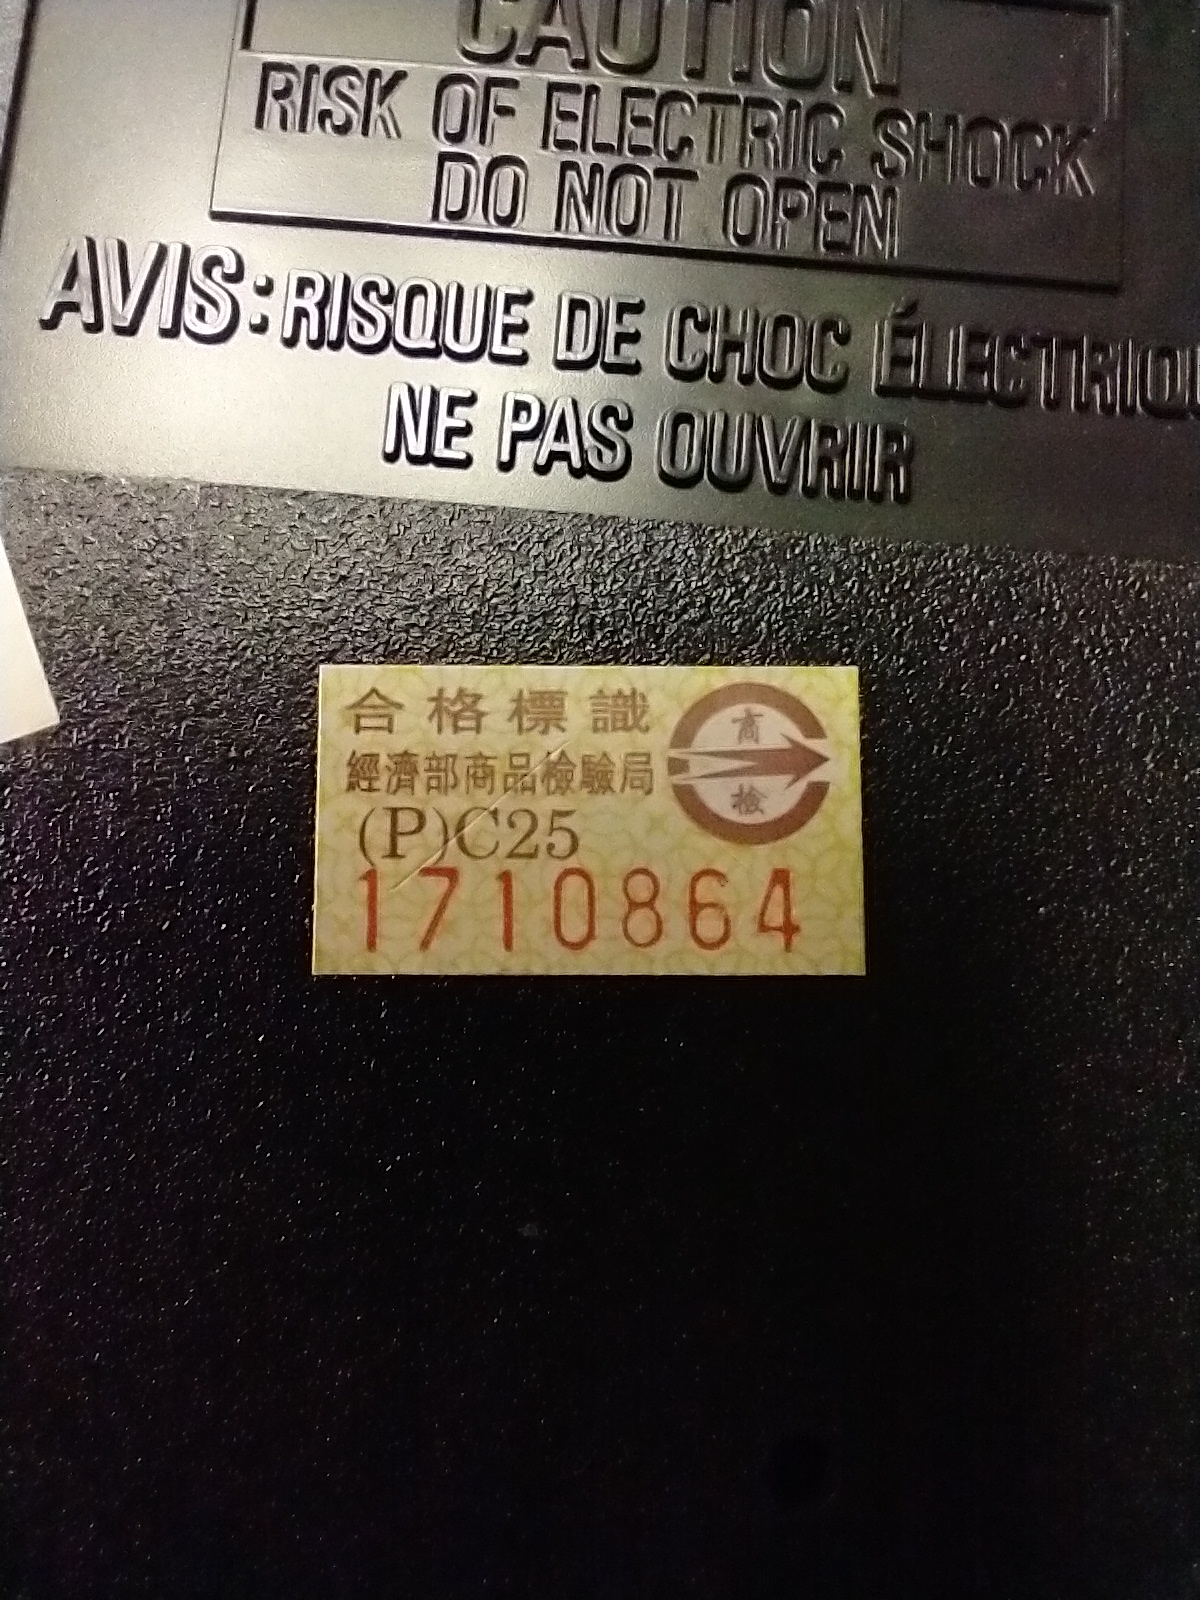 CAUTION
RISK OF ELECTRIC SHOCK
DO NOT OPEN
AVIS: RISQUE DE CHOC ÉLECTRIQU
NE PAS OUVRIR
合格標識
經濟部商品檢驗局
(P)C25
1710864
商
檢